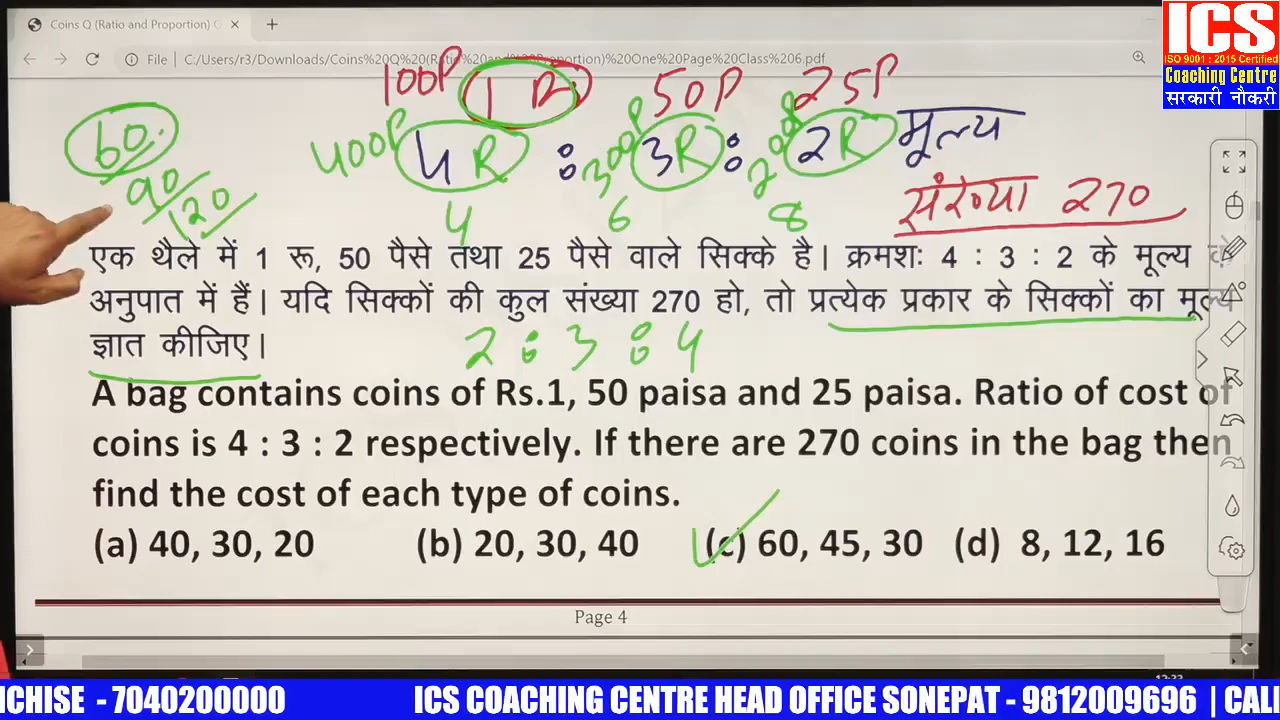 Coins Q (Ratio and Proportion) O
File C:/Users/r3/Downloads/Coins%20Q%20(Ratio%20and%20Proportion)%20One%20Page%20Class%206.pdf
ICS
ISO 9001 : 2015 Certified
Coaching Centre
सरकारी नौकरी
100P 1 R 50P 25P
400P 4 R : 300P 3R : 200P 2R मूल्य
60
90
120
संख्या 270
4 6 8
एक थैले में 1 रू, 50 पैसे तथा 25 पैसे वाले सिक्के है। क्रमशः 4 : 3 : 2 के मूल्य के
अनुपात में हैं। यदि सिक्कों की कुल संख्या 270 हो, तो प्रत्येक प्रकार के सिक्कों का मूल्य
ज्ञात कीजिए।
2 : 3 : 4
A bag contains coins of Rs.1, 50 paisa and 25 paisa. Ratio of cost of
coins is 4 : 3 : 2 respectively. If there are 270 coins in the bag then
find the cost of each type of coins.
(a) 40, 30, 20 (b) 20, 30, 40 (c) 60, 45, 30 (d) 8, 12, 16
Page 4
NCHISE - 7040200000 ICS COACHING CENTRE HEAD OFFICE SONEPAT - 9812009696 | CALI